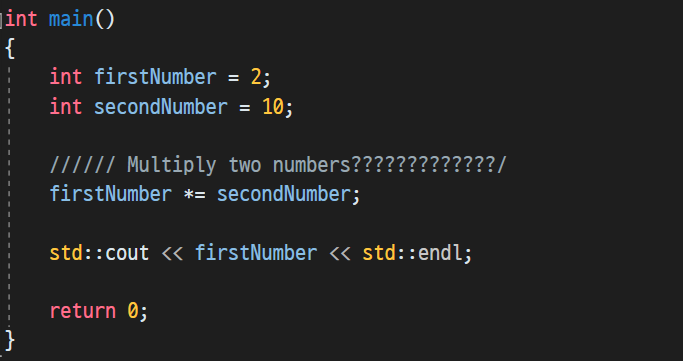 int main()
{
int firstNumber = 2;
int secondNumber = 10;
////// Multiply two numbers?????????????/
firstNumber *= secondNumber;
std::cout << firstNumber << std::endl;
return 0;
}